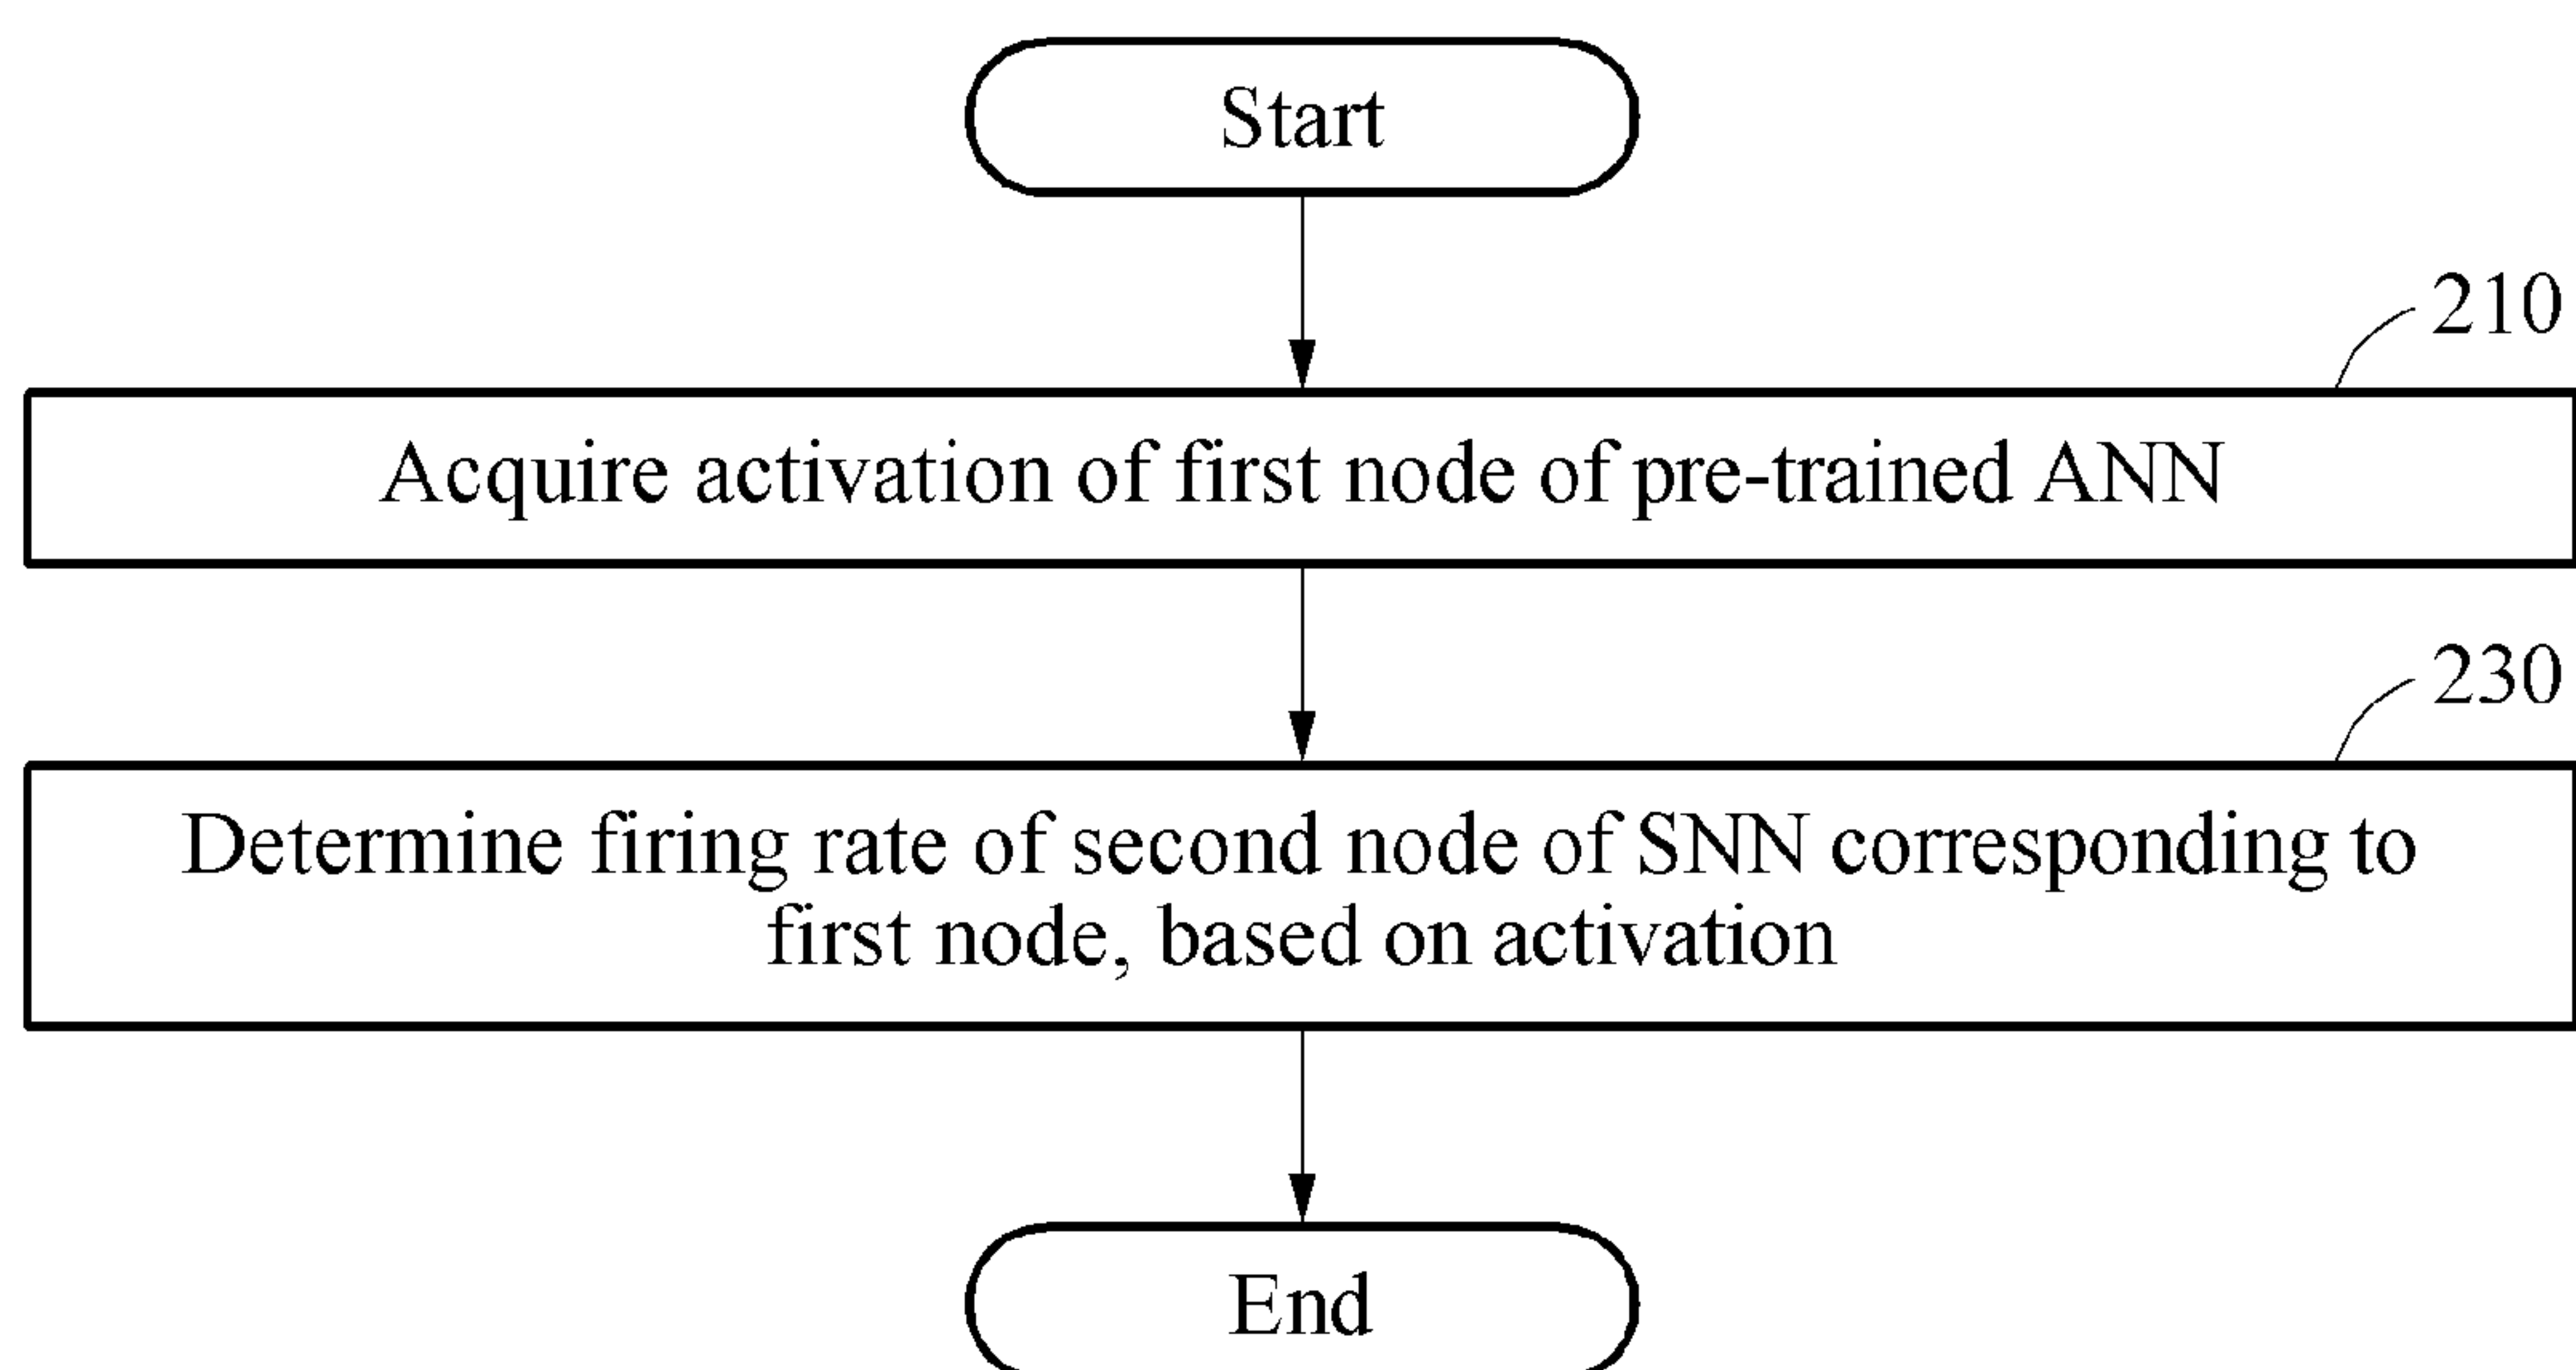 Start
210
Acquire activation of first node of pre-trained ANN
230
Determine firing rate of second node of SNN corresponding to
first node, based on activation
End